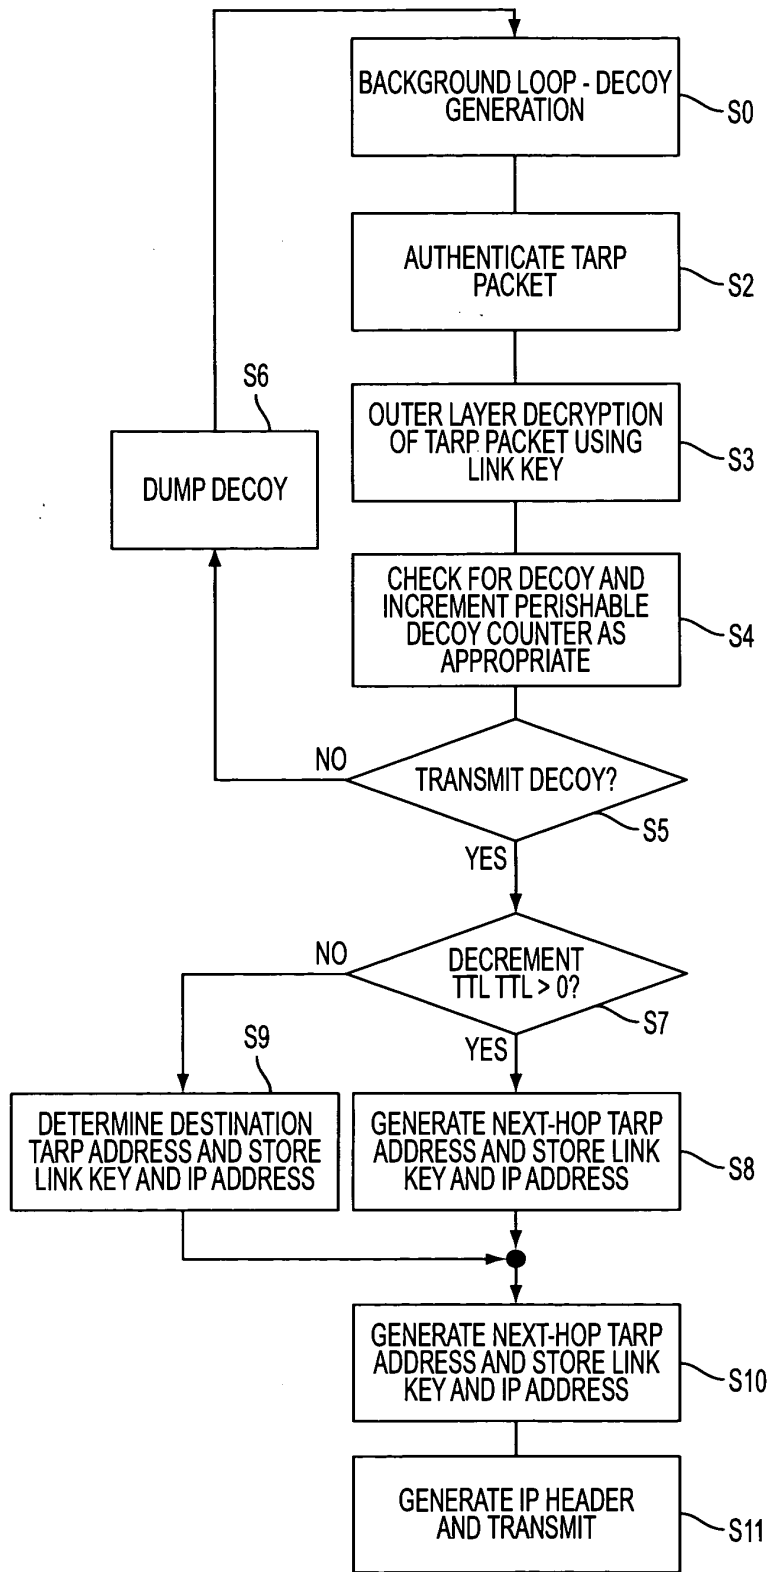 BACKGROUND LOOP - DECOY
GENERATION
S0
AUTHENTICATE TARP
PACKET
S2
S6
OUTER LAYER DECRYPTION
OF TARP PACKET USING
LINK KEY
S3
DUMP DECOY
CHECK FOR DECOY AND
INCREMENT PERISHABLE
DECOY COUNTER AS
APPROPRIATE
S4
NO
TRANSMIT DECOY?
S5
YES
NO
DECREMENT
TTL TTL > 0?
S7
YES
S9
DETERMINE DESTINATION
TARP ADDRESS AND STORE
LINK KEY AND IP ADDRESS
GENERATE NEXT-HOP TARP
ADDRESS AND STORE LINK
KEY AND IP ADDRESS
S8
GENERATE NEXT-HOP TARP
ADDRESS AND STORE LINK
KEY AND IP ADDRESS
S10
GENERATE IP HEADER
AND TRANSMIT
S11